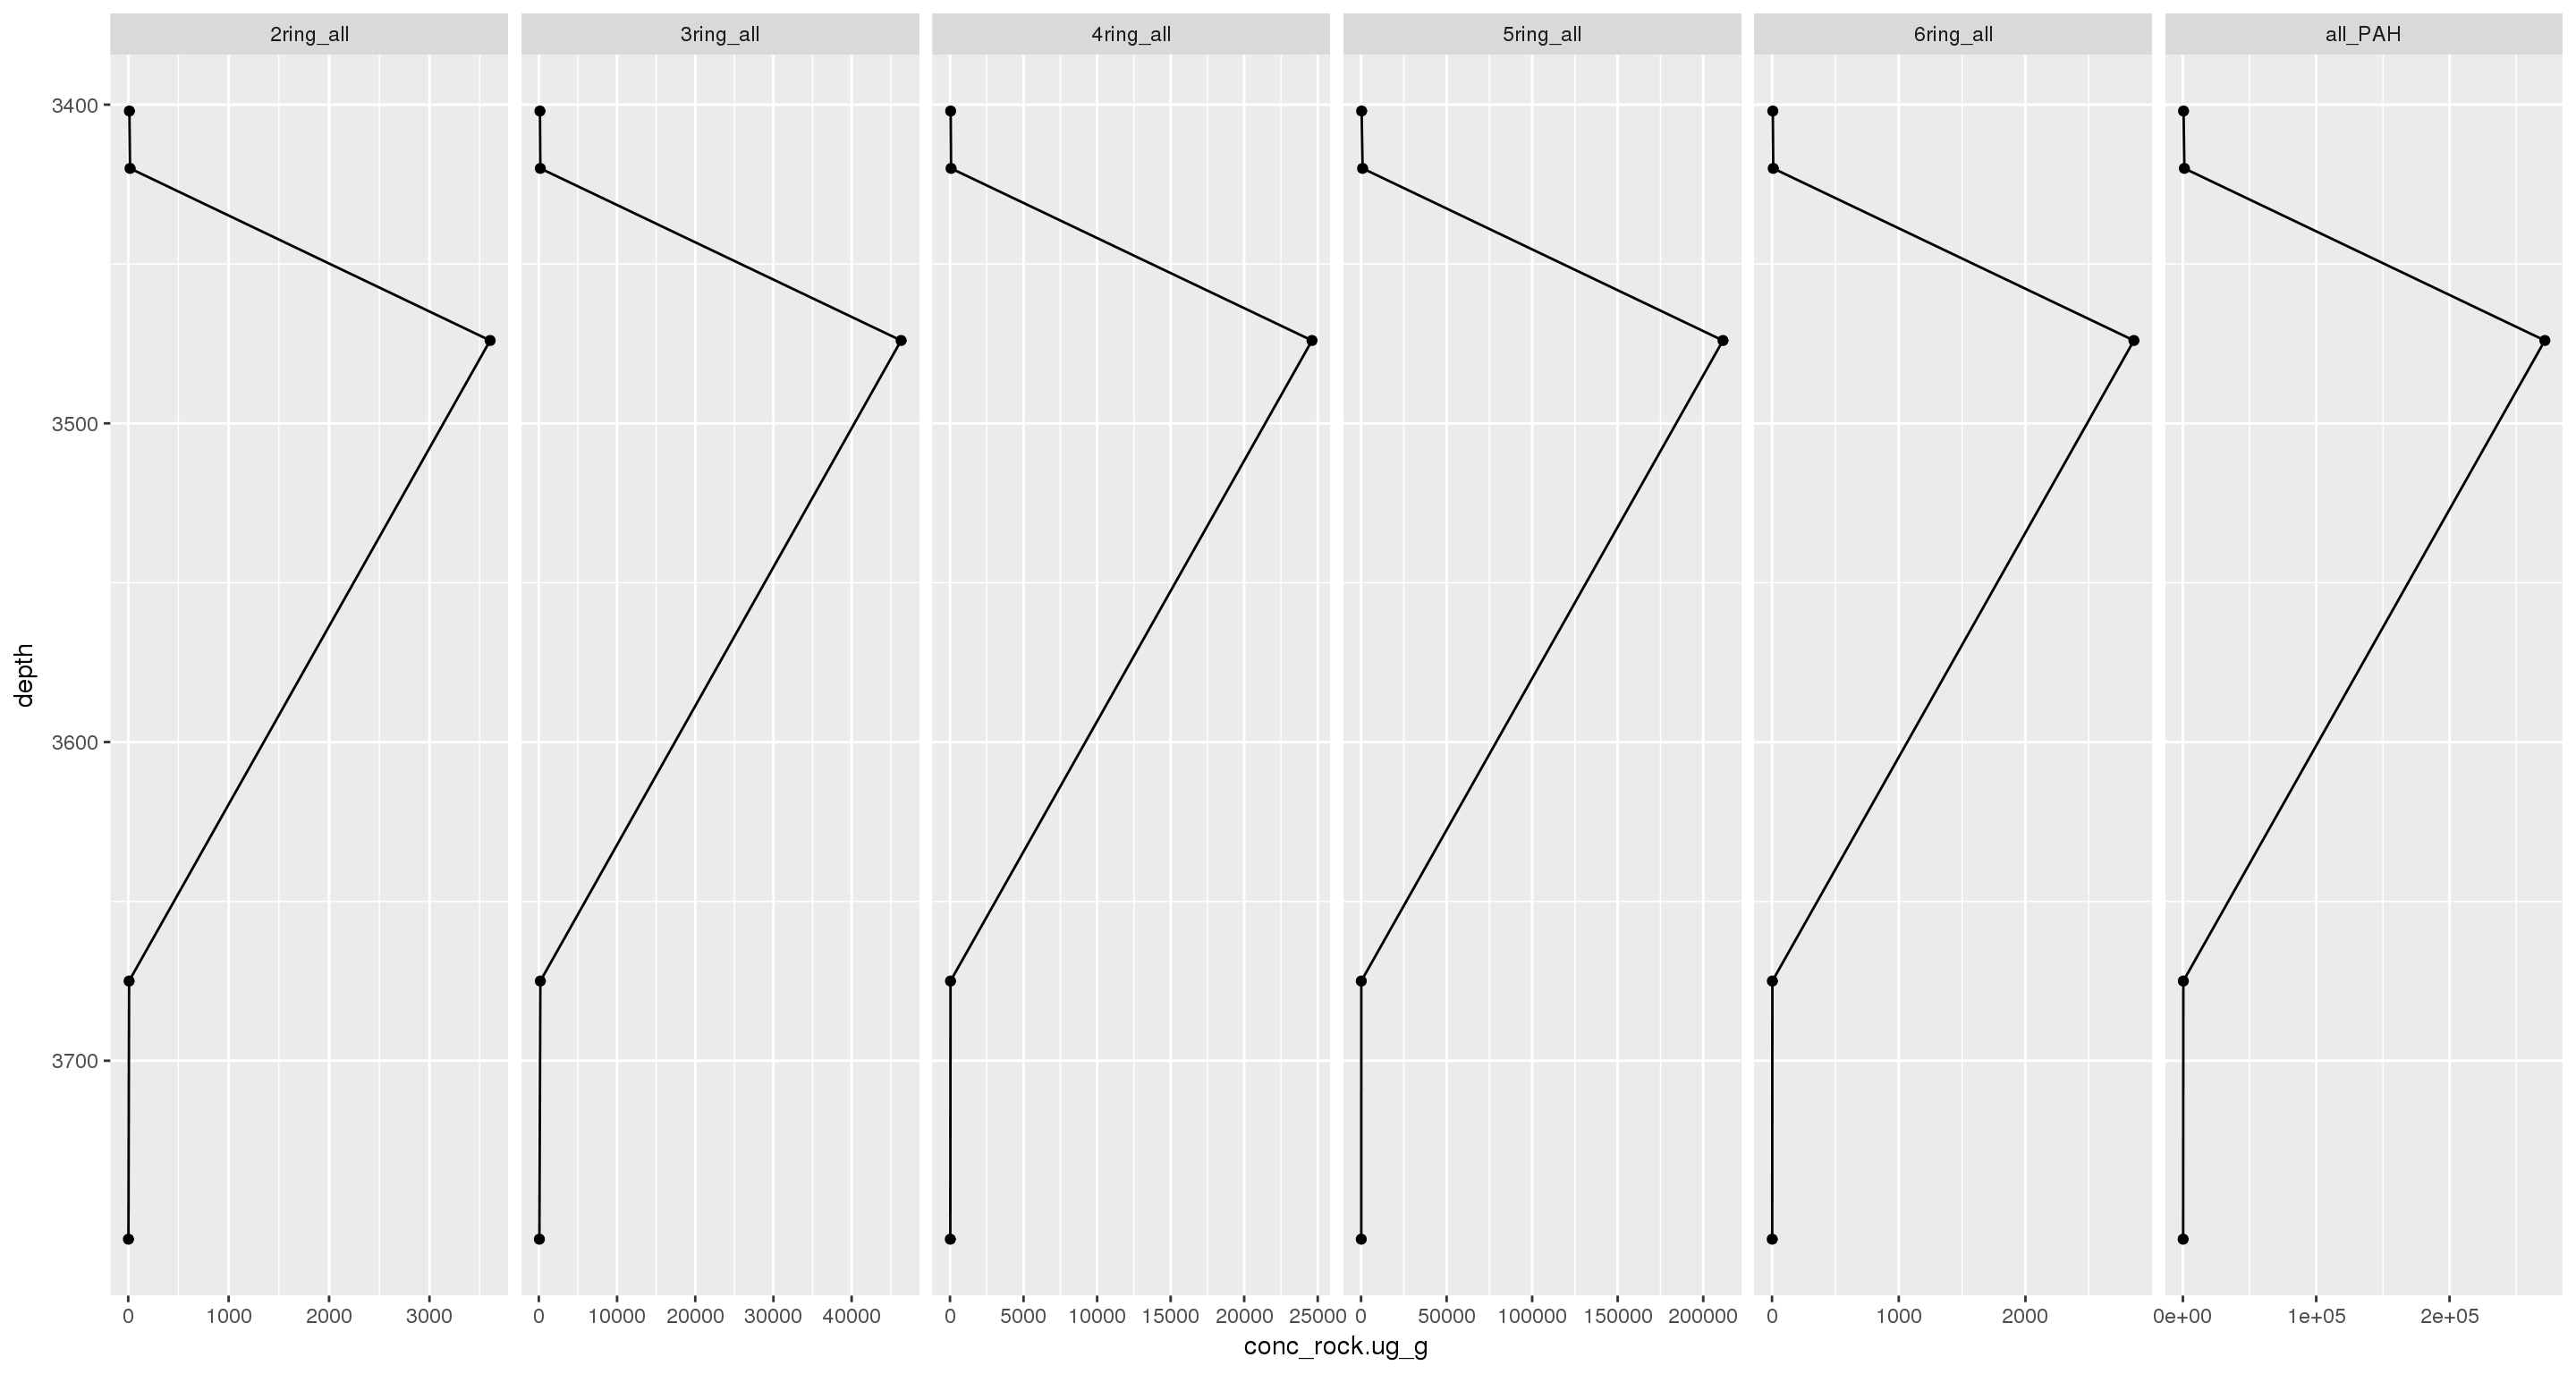 2ring_all 3ring_all 4ring_all 5ring_all 6ring_all all_PAH
3400
3500
3600
3700
depth
0 1000 2000 3000 0 10000 20000 30000 40000 0 5000 10000 15000 20000 25000 0 50000 100000 150000 200000 0 1000 2000 0e+00 1e+05 2e+05
conc_rock.ug_g